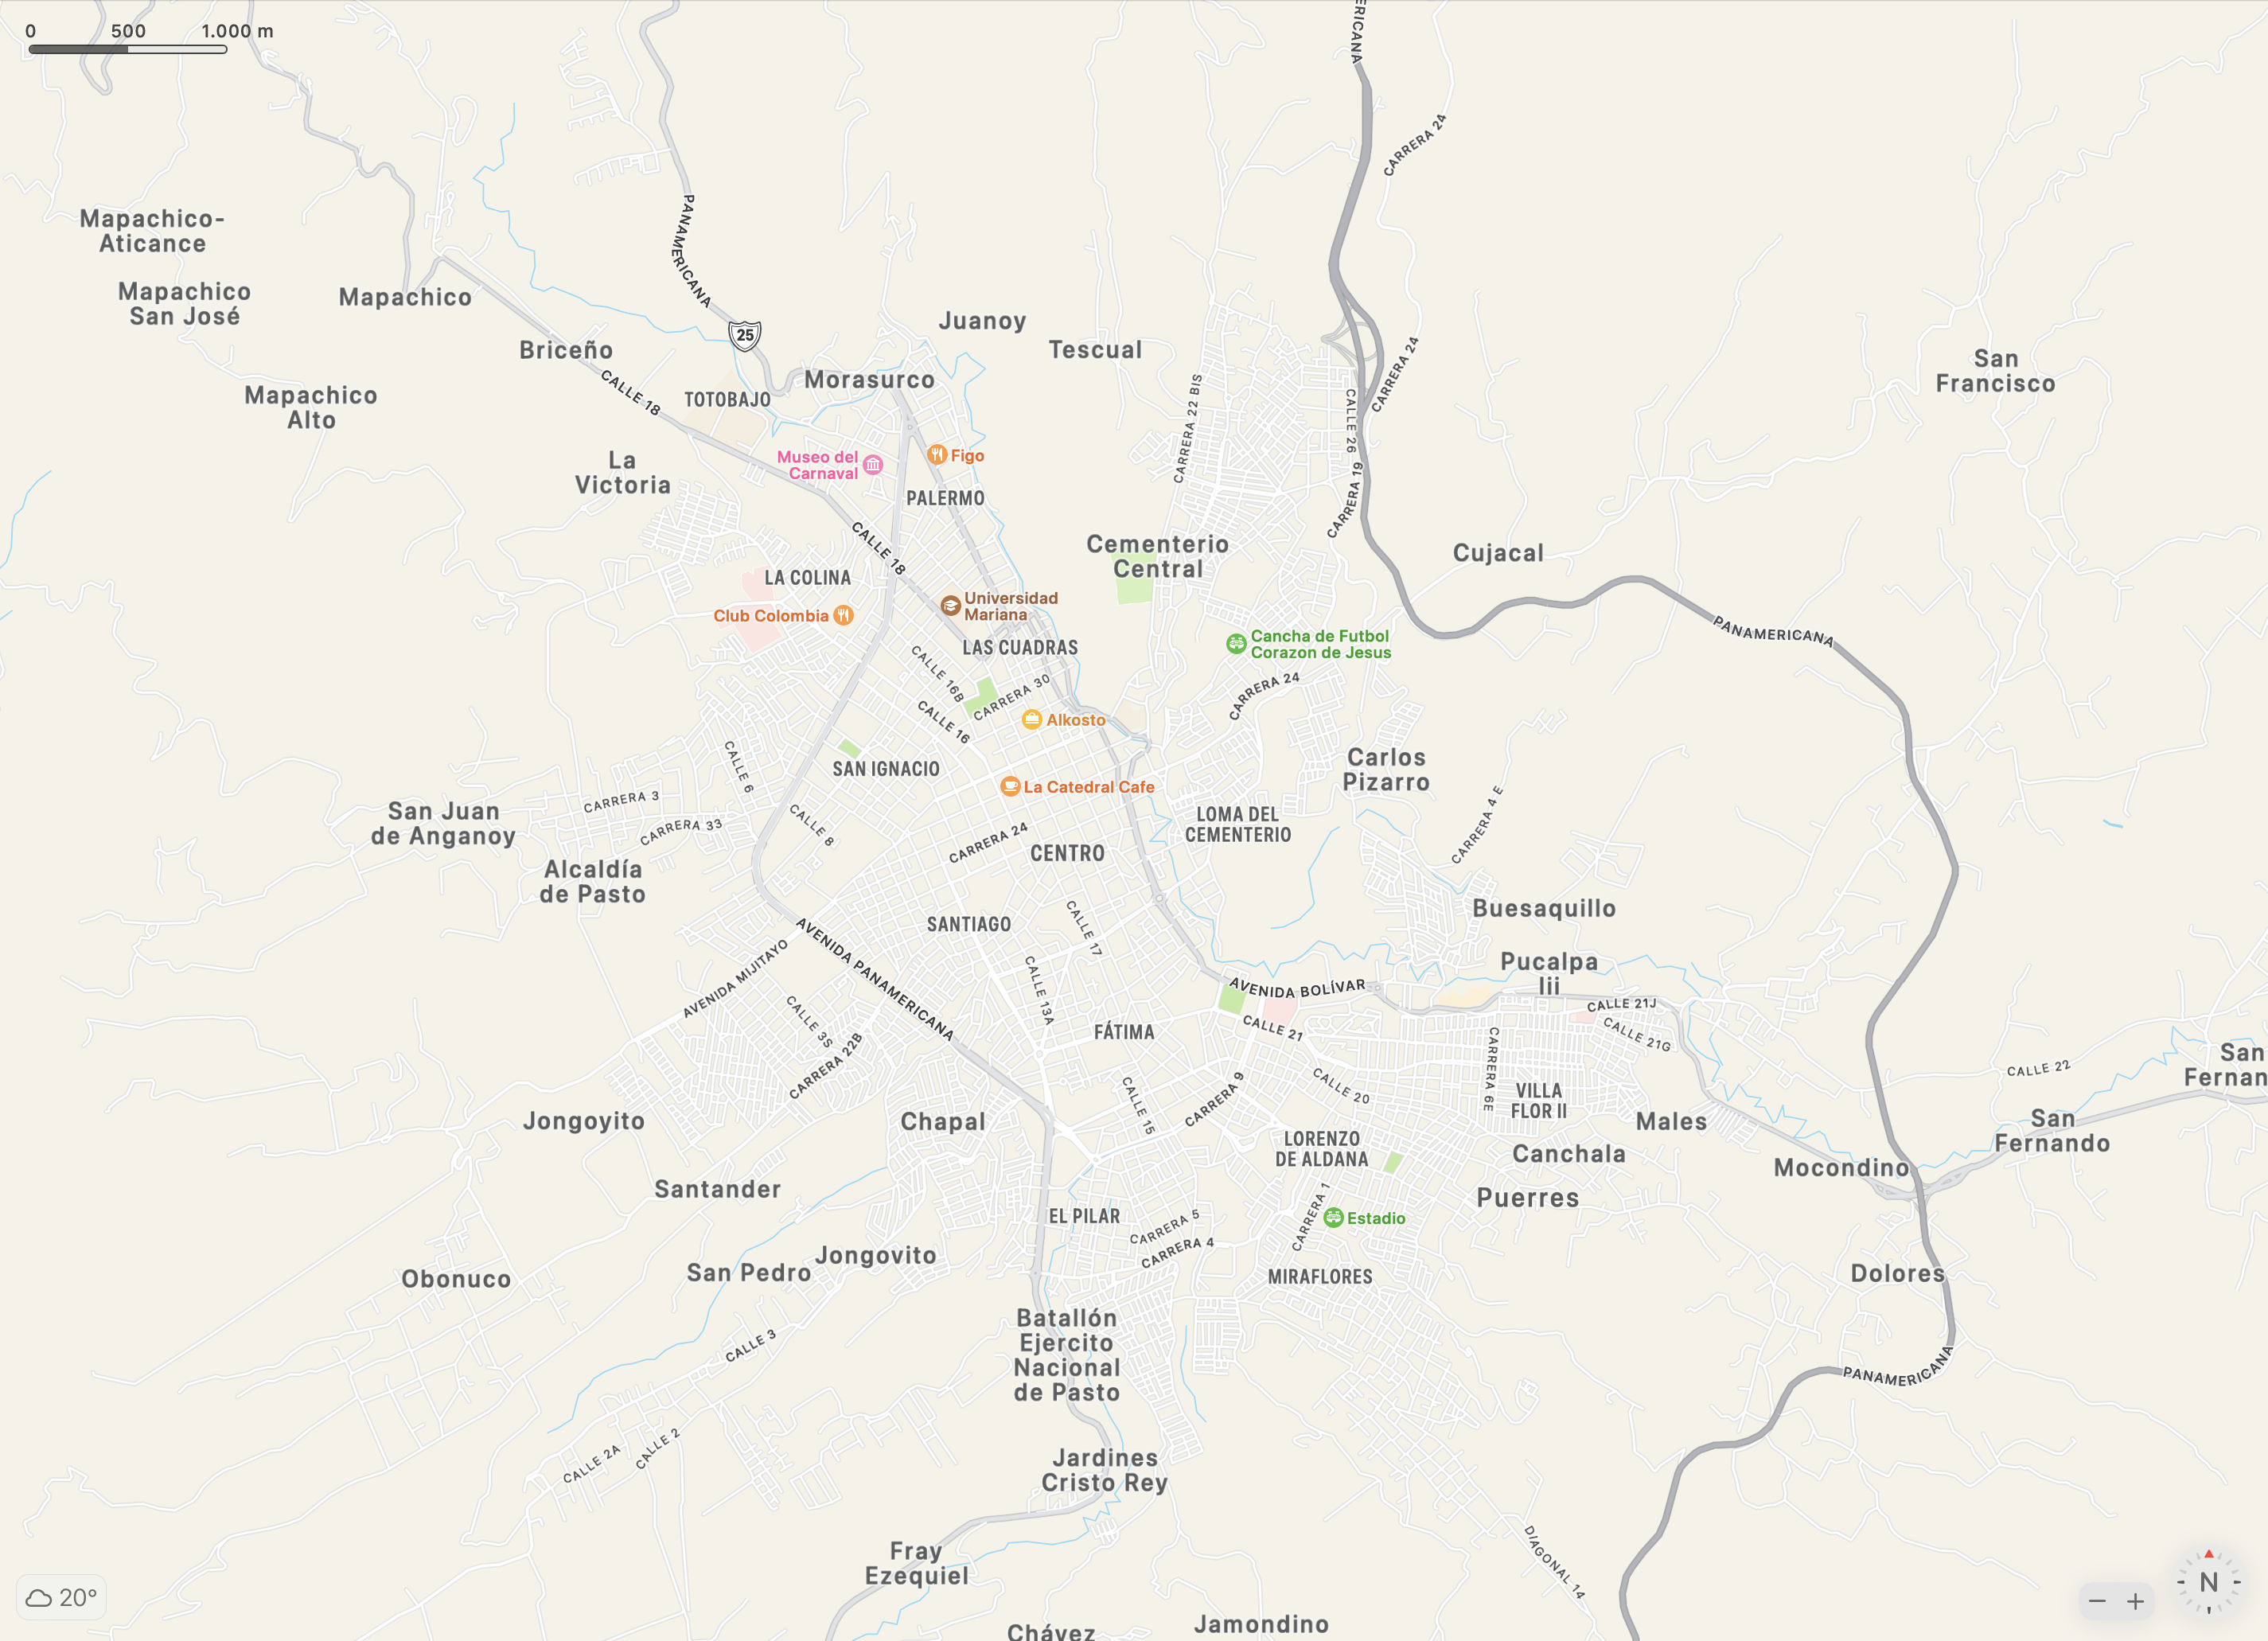 0 500 1.000 m
ERICANA
CARRERA 24
PANAMERICANA
Mapachico-
Aticance
Mapachico
San José
Mapachico
Juanoy
25
Briceño
Tescual
CARRERA 24
San
Francisco
Morasurco
CALLE 18
TOTOBAJO
Mapachico
Alto
CARRERA 22 BIS
CALLE 26
Museo del
Carnaval
Figo
La
Victoria
PALERMO
CARRERA 19
CALLE 18
Cementerio
Central
Cujacal
LA COLINA
Club Colombia
Universidad
Mariana
LAS CUADRAS
Cancha de Futbol
Corazon de Jesus
PANAMERICANA
CALLE 16B
CARRERA 30
CARRERA 24
CALLE 16
Alkosto
CALLE 6
SAN IGNACIO
Carlos
Pizarro
La Catedral Cafe
CARRERA 3
CARRERA 33
San Juan
de Anganoy
CALLE 8
LOMA DEL
CEMENTERIO
CARRERA 4 E
CARRERA 24
CENTRO
Alcaldía
de Pasto
Buesaquillo
SANTIAGO
CALLE 17
AVENIDA MIJITAYO
AVENIDA PANAMERICANA
Pucalpa
Iii
CALLE 13A
AVENIDA BOLÍVAR
CALLE 21J
CALLE 21
CALLE 21G
CALLE 3S
CARRERA 22B
FÁTIMA
San
Fernan
CALLE 22
CARRERA 6E
CALLE 20
CARRERA 9
CALLE 15
VILLA
FLOR II
Jongoyito
Chapal
Males
San
Fernando
LORENZO
DE ALDANA
Canchala
Mocondino
Santander
Puerres
EL PILAR
CARRERA 5
CARRERA 4
CARRERA 1
Estadio
Jongovito
San Pedro
Obonuco
MIRAFLORES
Dolores
Batallón
Ejercito
Nacional
de Pasto
CALLE 3
PANAMERICANA
CALLE 2A
CALLE 2
Jardines
Cristo Rey
DIAGONAL 14
Fray
Ezequiel
20°
N
Chávez
Jamondino